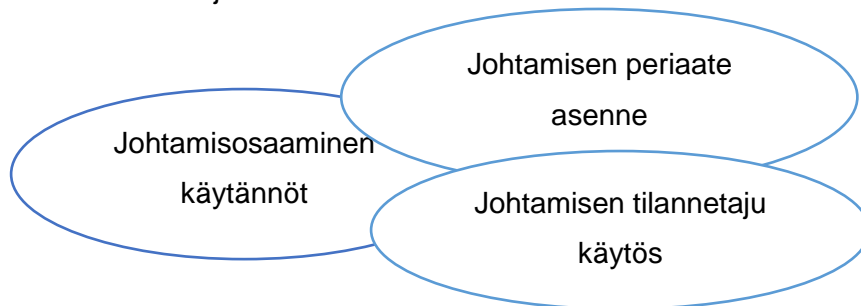 Johtamisen periaate
asenne
Johtamisosaaminen
käytännöt
Johtamisen tilannetaju
käytös